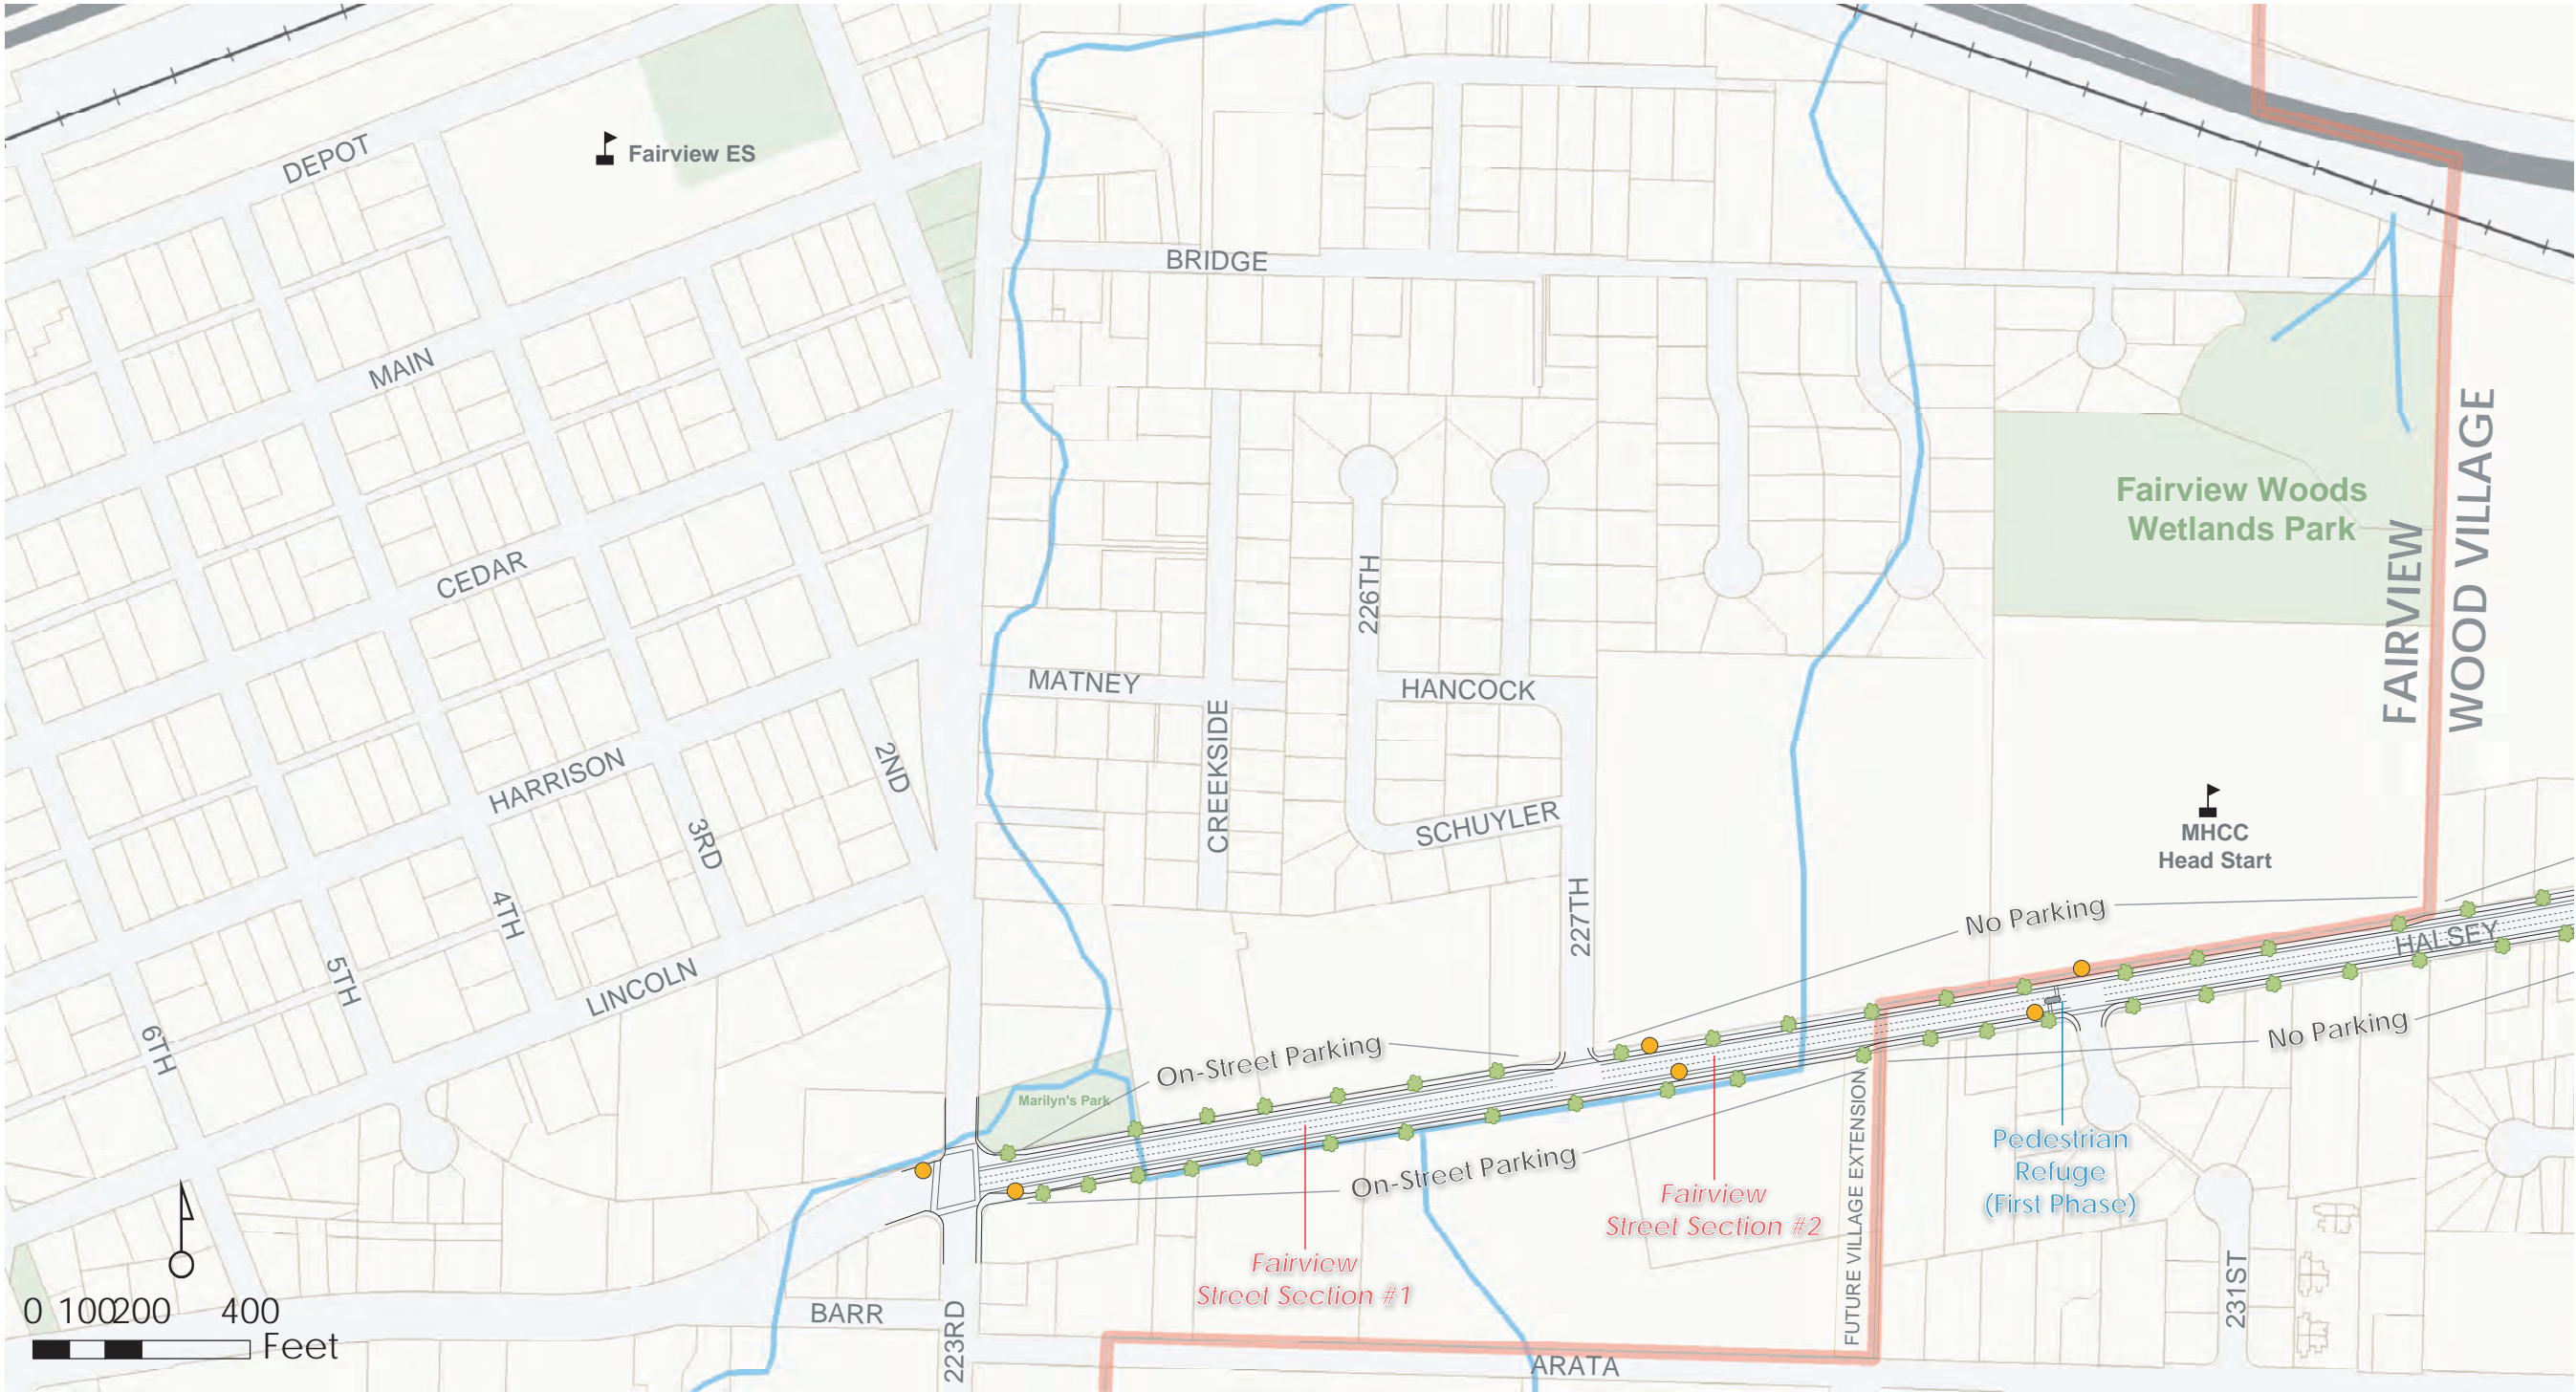 DEPOT
Fairview ES
BRIDGE
MAIN
Fairview Woods
Wetlands Park
FAIRVIEW
WOOD VILLAGE
CEDAR
226TH
MATNEY
HANCOCK
HARRISON
2ND
CREEKSIDE
SCHUYLER
3RD
MHCC
Head Start
4TH
227TH
No Parking
HALSEY
5TH
LINCOLN
6TH
On-Street Parking
No Parking
Marilyn's Park
FUTURE VILLAGE EXTENSION
Pedestrian
Refuge
(First Phase)
On-Street Parking
Fairview
Street Section #2
Fairview
Street Section #1
231ST
0 100 200 400
Feet
BARR
223RD
ARATA